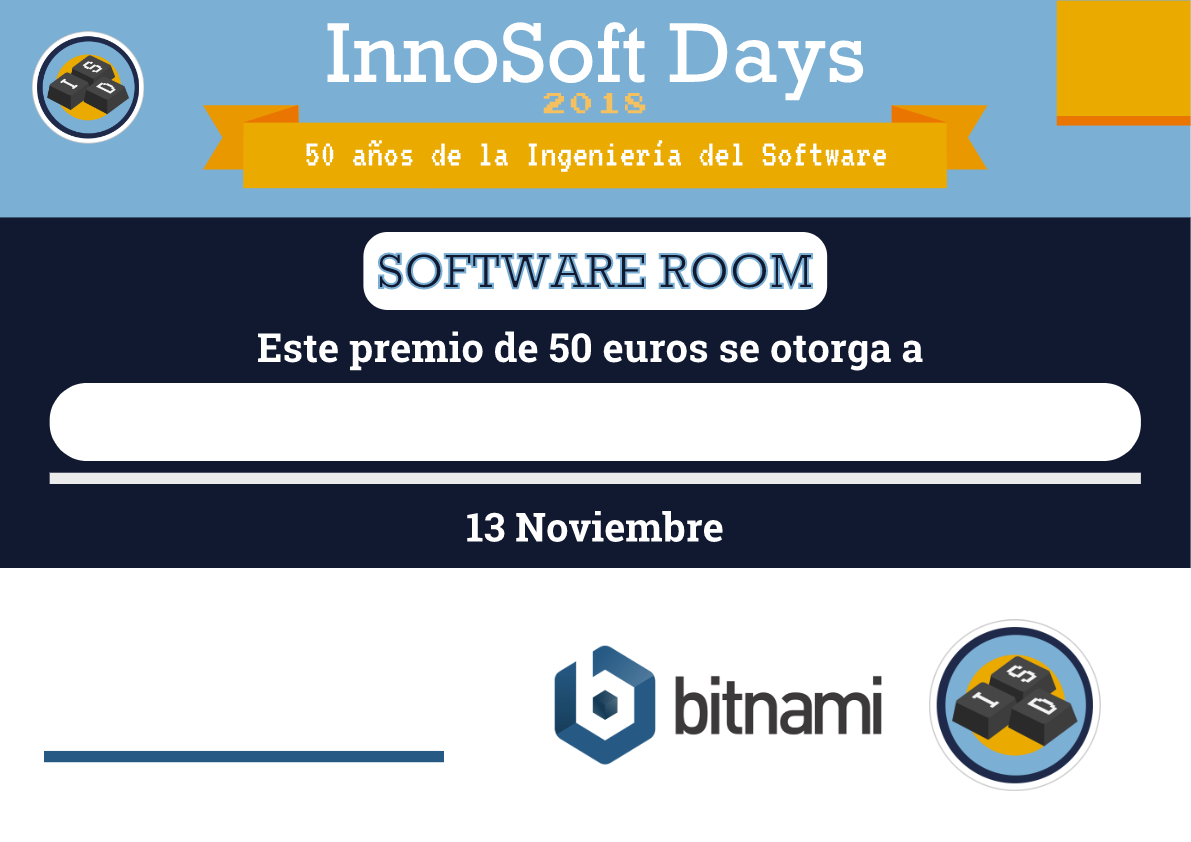 InnoSoft Days
2018
50 años de la Ingeniería del Software
I S D
SOFTWARE ROOM
Este premio de 50 euros se otorga a
13 Noviembre
bitnami
I S D